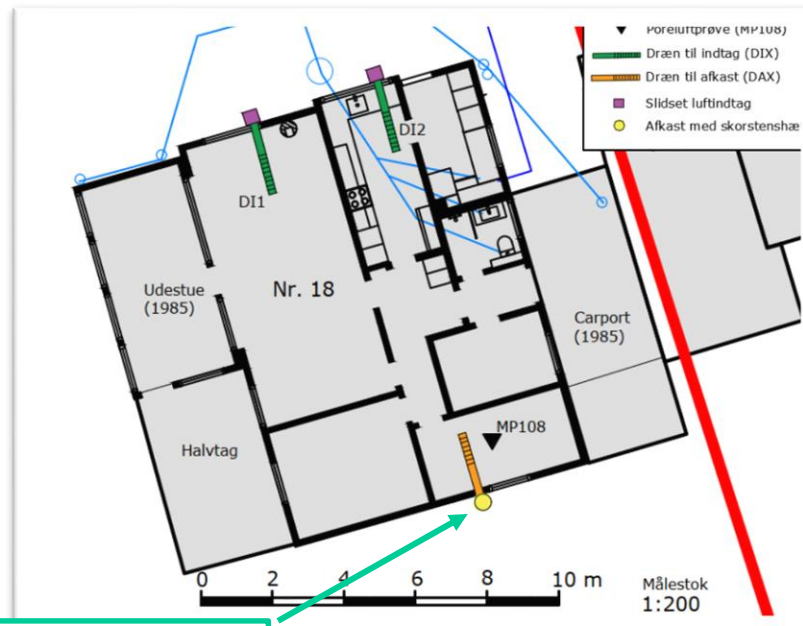 Poreluftprøve (MP108)
Dræn til indtag (DIX)
Dræn til afkast (DAX)
Slidset luftindtag
Afkast med skorstenshæ
DI2
DI1
Udestue
(1985)
Nr. 18
Carport
(1985)
MP108
Halvtag
0 2 4 6 8 10 m
Målestok
1:200